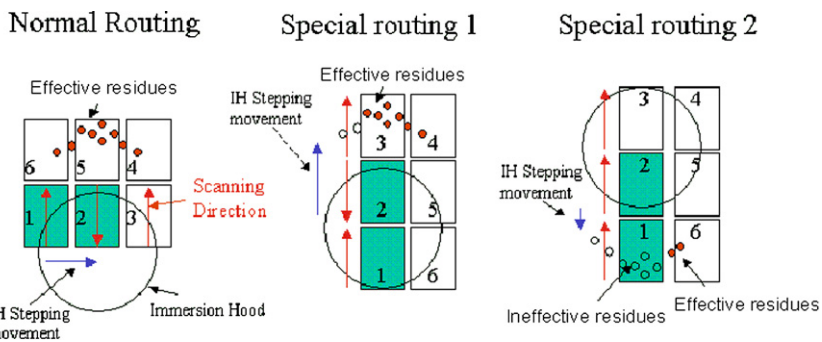 Normal Routing
Effective residues
6 5 4
1 2 3
Scanning
Direction
H Stepping
movement
Immersion Hood
Special routing 1
Effective residues
IH Stepping
movement
3 4
2 5
1 6
Special routing 2
3 4
2 5
IH Stepping
movement
1 6
Ineffective residues
Effective residues